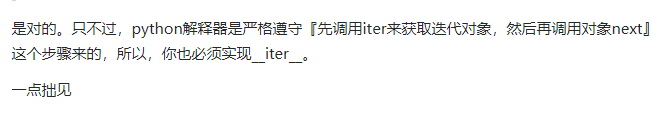 是对的。只不过，python解释器是严格遵守『先调用iter来获取迭代对象，然后再调用对象next』
这个步骤来的，所以，你也必须实现__iter__。
一点拙见